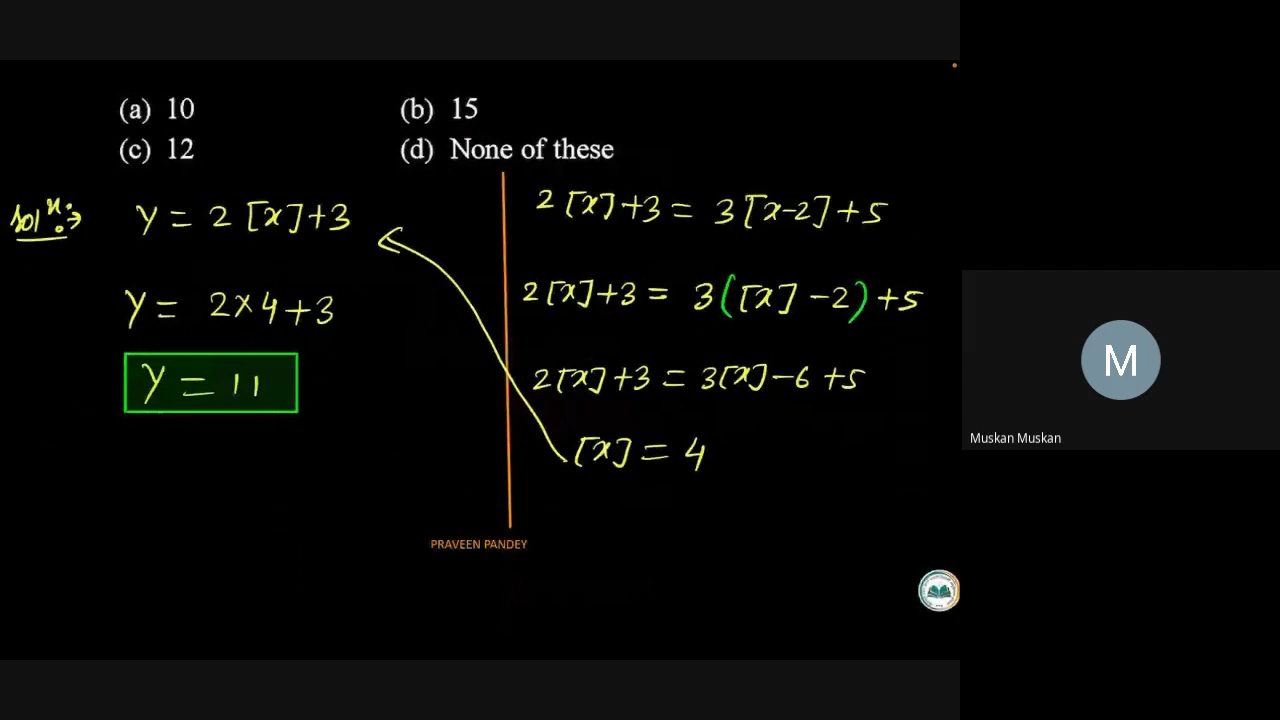 (a) 10 (b) 15
(c) 12 (d) None of these
Solⁿ:→
y = 2 [x]+3
y = 2×4+3
y = 11
2[x]+3 = 3[x-2]+5
2[x]+3 = 3([x]-2)+5
2[x]+3 = 3[x]-6+5
[x] = 4
PRAVEEN PANDEY
M
Muskan Muskan